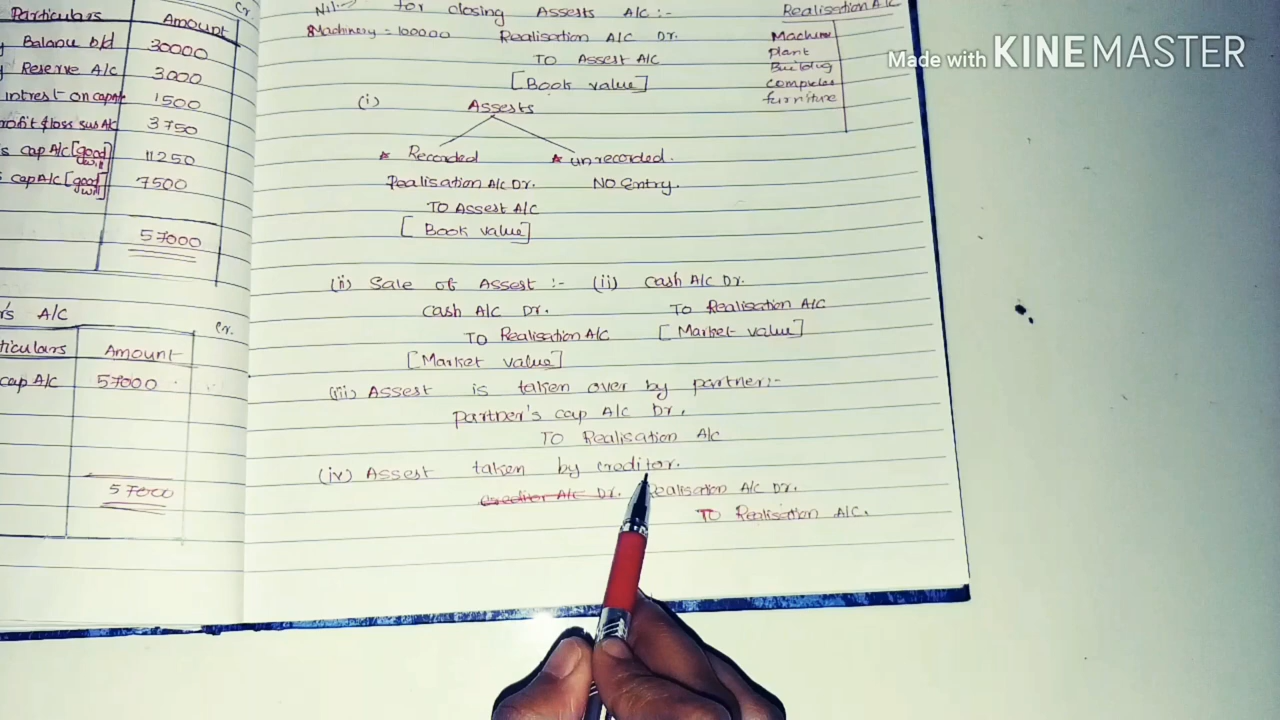 Cr
Particulars Amount
Balance b/d 30000
Reserve A/c 3000
intrest on capital 1500
rofit & loss sus A/c 3750
's cap A/c [good will] 11250
s cap A/c [good will] 7500
57000
's A/c
Cr.
ticulars Amount
cap A/c 57000
57000
Nil:- for closing Assests A/c :-
Machinery = 100000 Realisation A/c Dr.
TO Assest A/c
[Book value]
(i) Assests
* Recorded * unrecorded.
Realisation A/c Dr. NO Entry.
TO Assest A/c
[Book value]
(ii) Sale of Assest :- (ii) cash A/c Dr.
cash A/c Dr. TO Realisation A/c
TO Realisation A/c [Market value]
[Market value]
(iii) Assest is taken over by partner:-
partner's cap A/c Dr.
TO Realisation A/c
(iv) Assest taken by creditor.
creditor A/c Dr. Realisation A/c Dr.
TO Realisation A/c.
Realisation A/c
Machine
plant
Building
furniture
Made with KINEMASTER